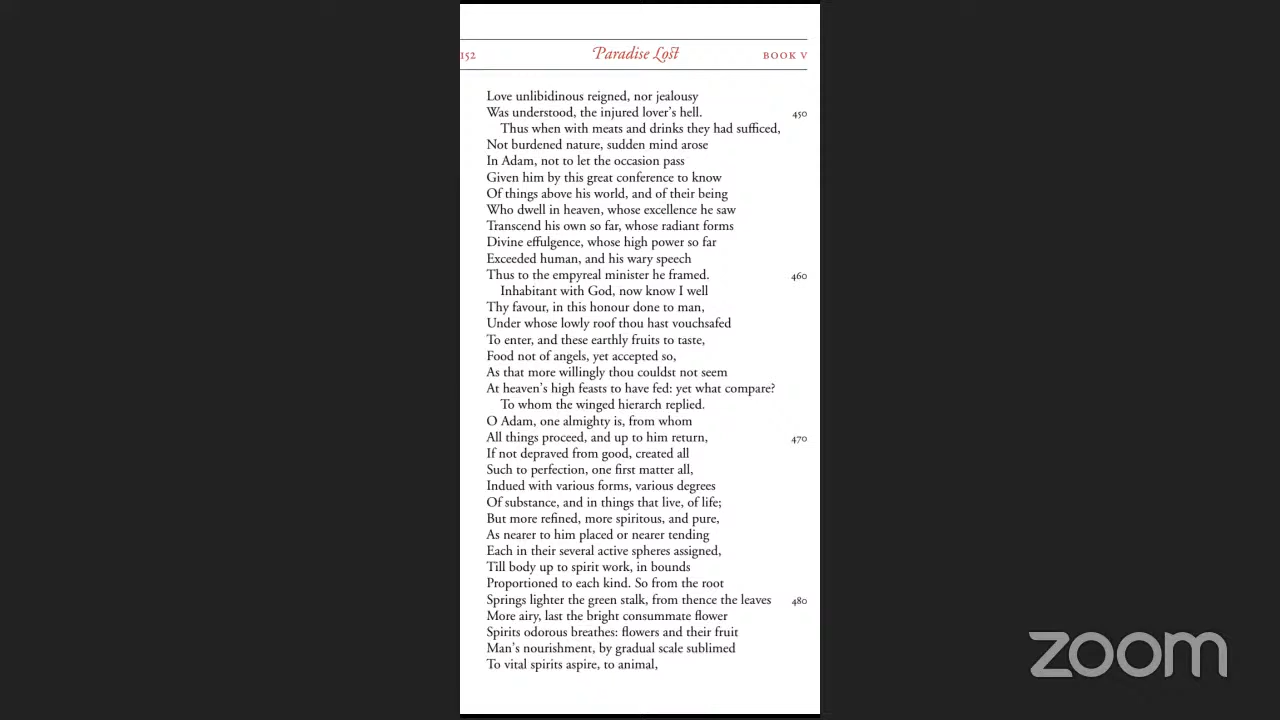 152 Paradise Lost BOOK V
Love unlibidinous reigned, nor jealousy
Was understood, the injured lover's hell. 450
Thus when with meats and drinks they had sufficed,
Not burdened nature, sudden mind arose
In Adam, not to let the occasion pass
Given him by this great conference to know
Of things above his world, and of their being
Who dwell in heaven, whose excellence he saw
Transcend his own so far, whose radiant forms
Divine effulgence, whose high power so far
Exceeded human, and his wary speech
Thus to the empyreal minister he framed. 460
Inhabitant with God, now know I well
Thy favour, in this honour done to man,
Under whose lowly roof thou hast vouchsafed
To enter, and these earthly fruits to taste,
Food not of angels, yet accepted so,
As that more willingly thou couldst not seem
At heaven's high feasts to have fed: yet what compare?
To whom the winged hierarch replied.
O Adam, one almighty is, from whom
All things proceed, and up to him return, 470
If not depraved from good, created all
Such to perfection, one first matter all,
Indued with various forms, various degrees
Of substance, and in things that live, of life;
But more refined, more spiritous, and pure,
As nearer to him placed or nearer tending
Each in their several active spheres assigned,
Till body up to spirit work, in bounds
Proportioned to each kind. So from the root
Springs lighter the green stalk, from thence the leaves 480
More airy, last the bright consummate flower
Spirits odorous breathes: flowers and their fruit
Man's nourishment, by gradual scale sublimed
To vital spirits aspire, to animal,
zoom